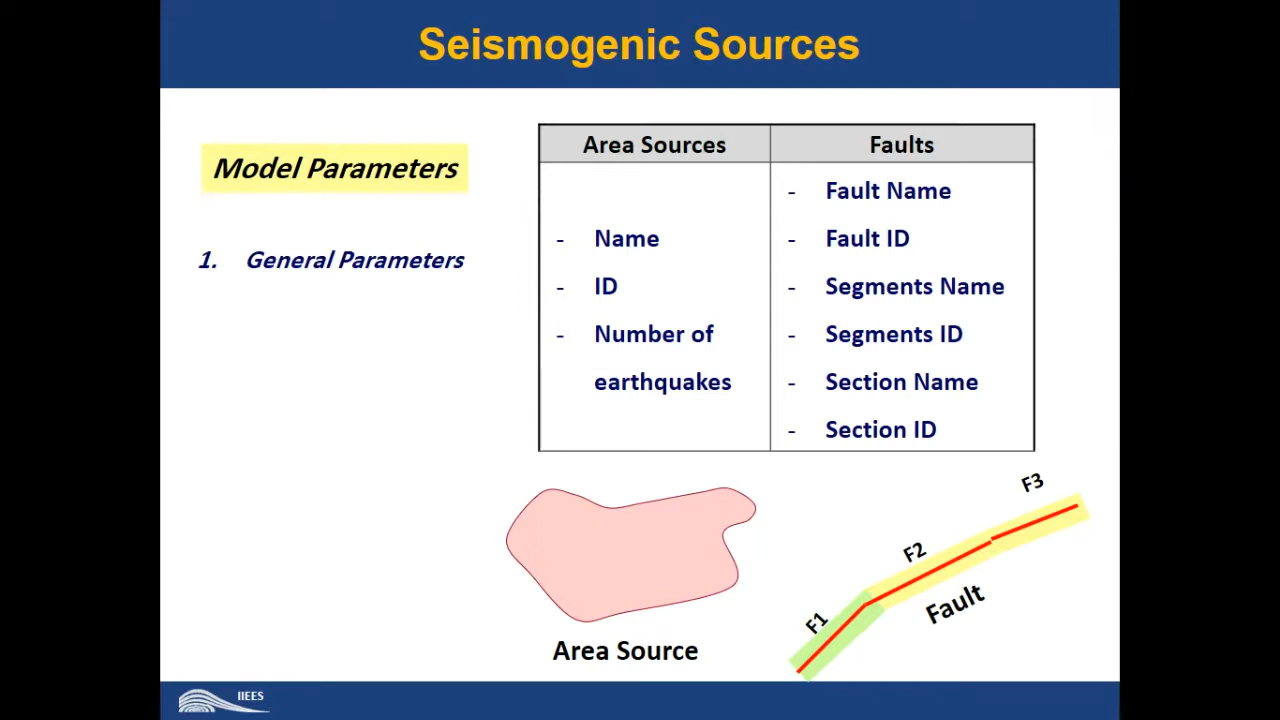 Seismogenic Sources
Model Parameters
1. General Parameters
Area Sources
- Name
- ID
- Number of
earthquakes
Faults
- Fault Name
- Fault ID
- Segments Name
- Segments ID
- Section Name
- Section ID
Area Source
F1
F2
F3
Fault
IIEES